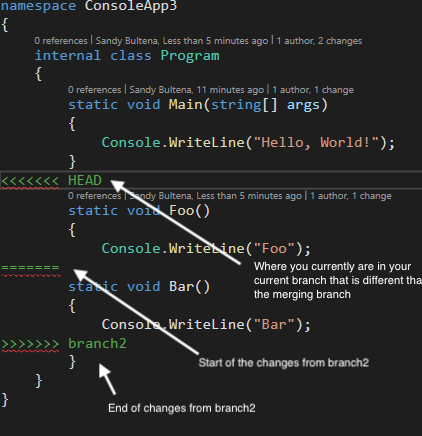 namespace ConsoleApp3
{
0 references | Sandy Bultena, Less than 5 minutes ago | 1 author, 2 changes
internal class Program
{
0 references | Sandy Bultena, 11 minutes ago | 1 author, 1 change
static void Main(string[] args)
{
Console.WriteLine("Hello, World!");
}
<<<<<<< HEAD
0 references | Sandy Bultena, Less than 5 minutes ago | 1 author, 1 change
static void Foo()
{
Console.WriteLine("Foo");
Where you currently are in your
current branch that is different tha
the merging branch
=======
static void Bar()
{
Console.WriteLine("Bar");
>>>>>>> branch2
}
Start of the changes from branch2
}
End of changes from branch2
}